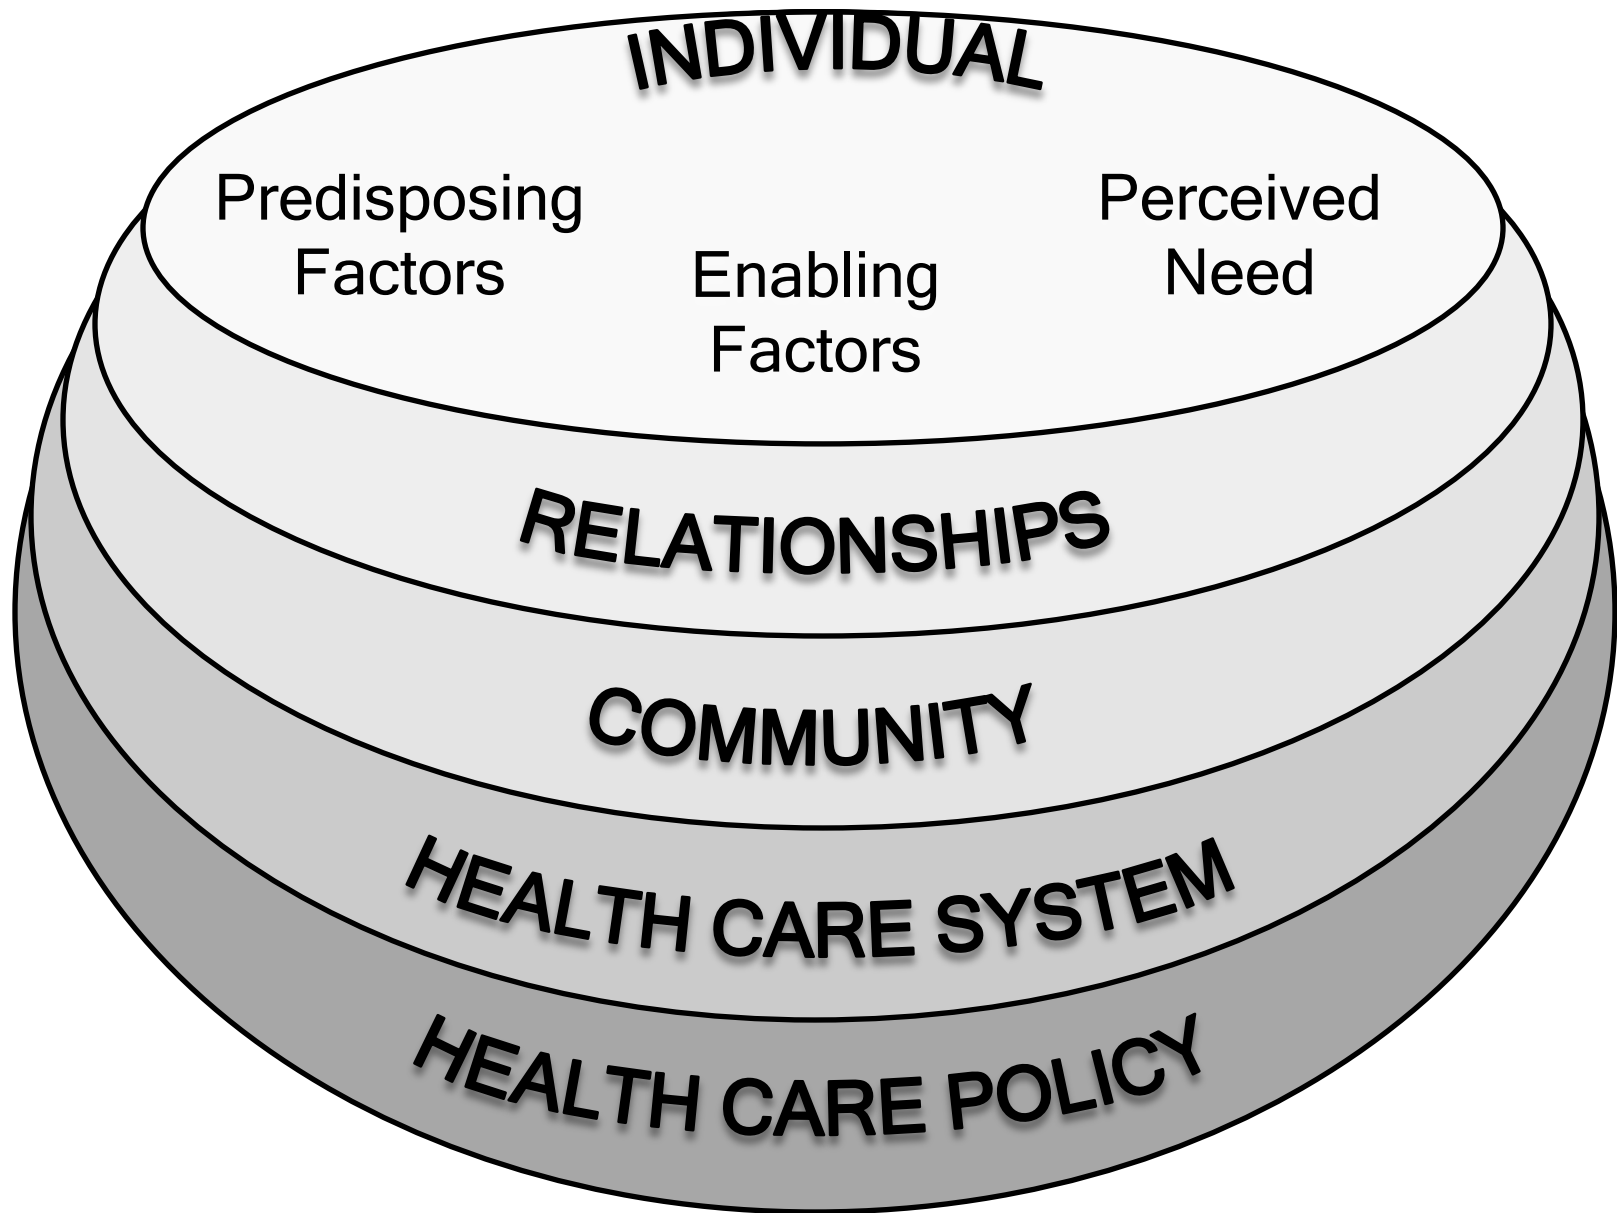 INDIVIDUAL
Predisposing
Factors
Enabling
Factors
Perceived
Need
RELATIONSHIPS
COMMUNITY
HEALTH CARE SYSTEM
HEALTH CARE POLICY